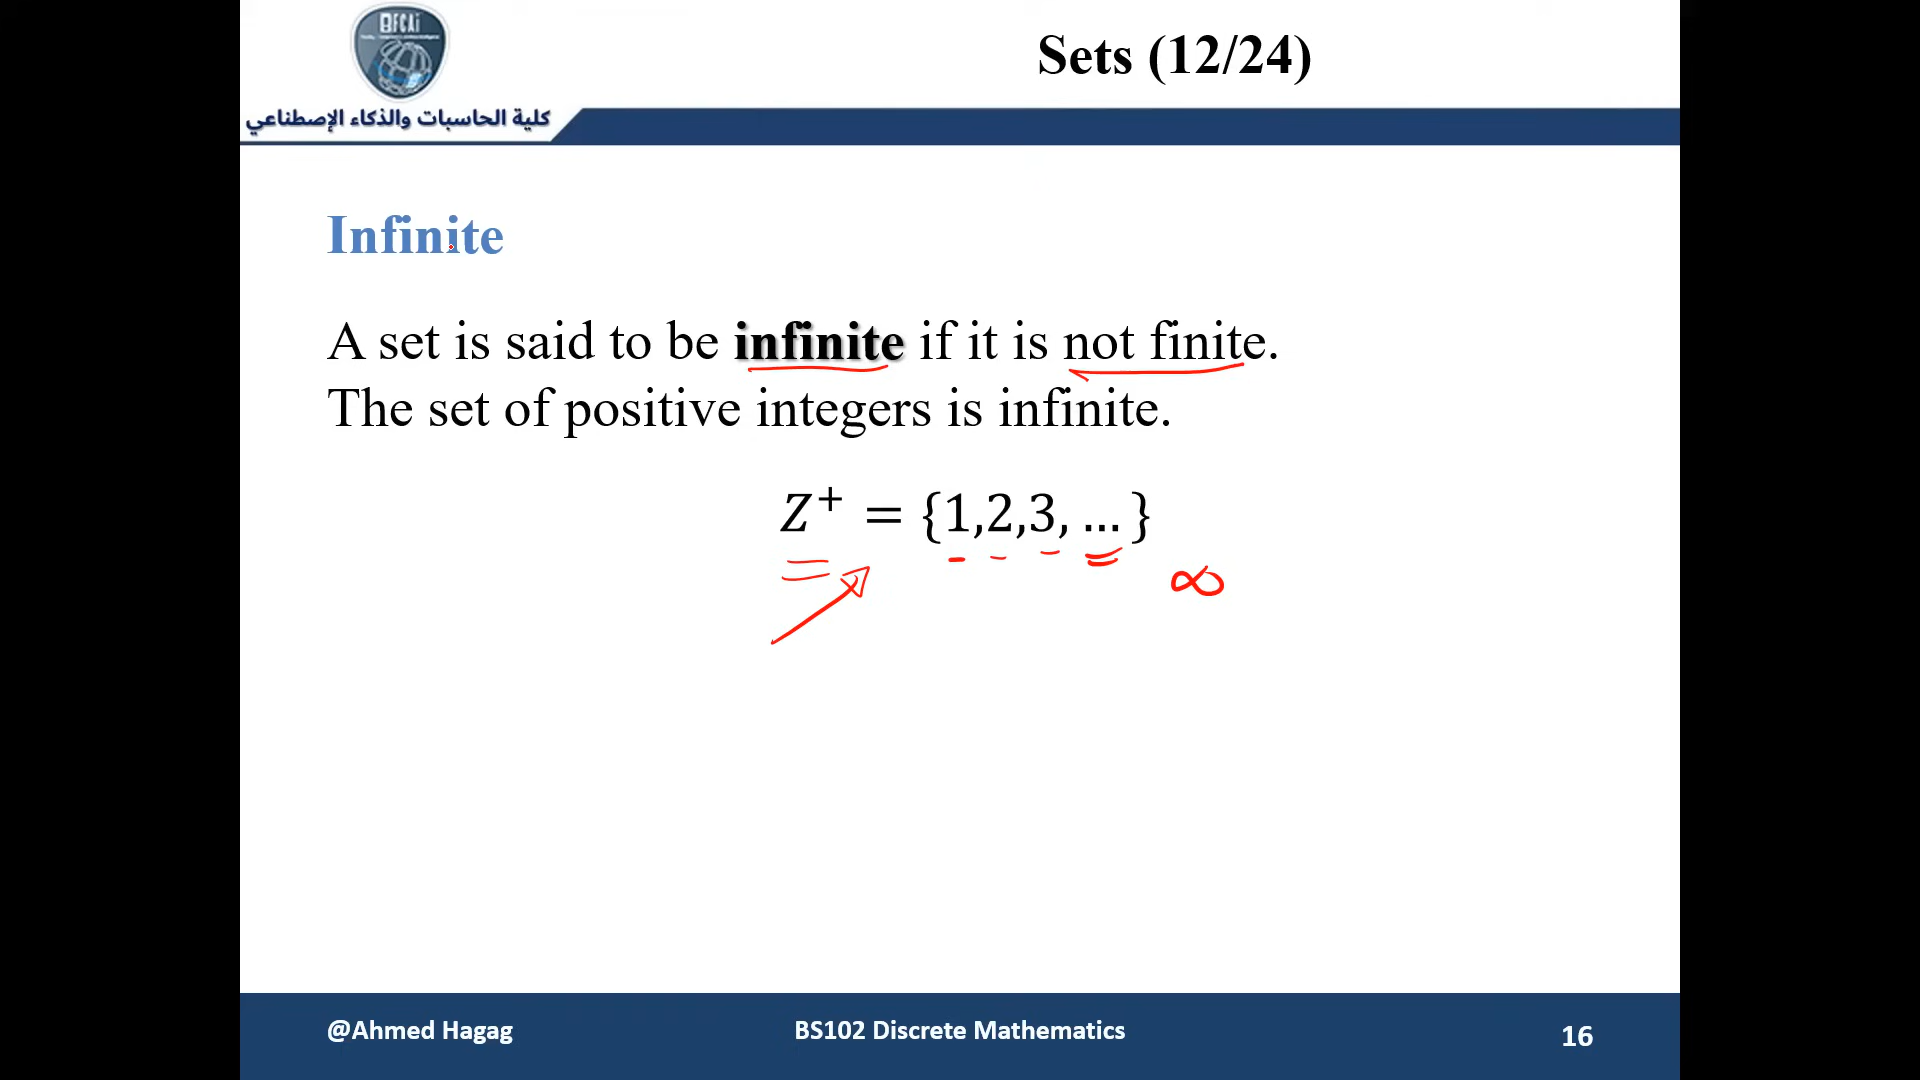 BFCAi
Sets (12/24)
كلية الحاسبات والذكاء الإصطناعي
Infinite
A set is said to be infinite if it is not finite.
The set of positive integers is infinite.
Z⁺ = {1,2,3, … }
∞
@Ahmed Hagag
BS102 Discrete Mathematics
16